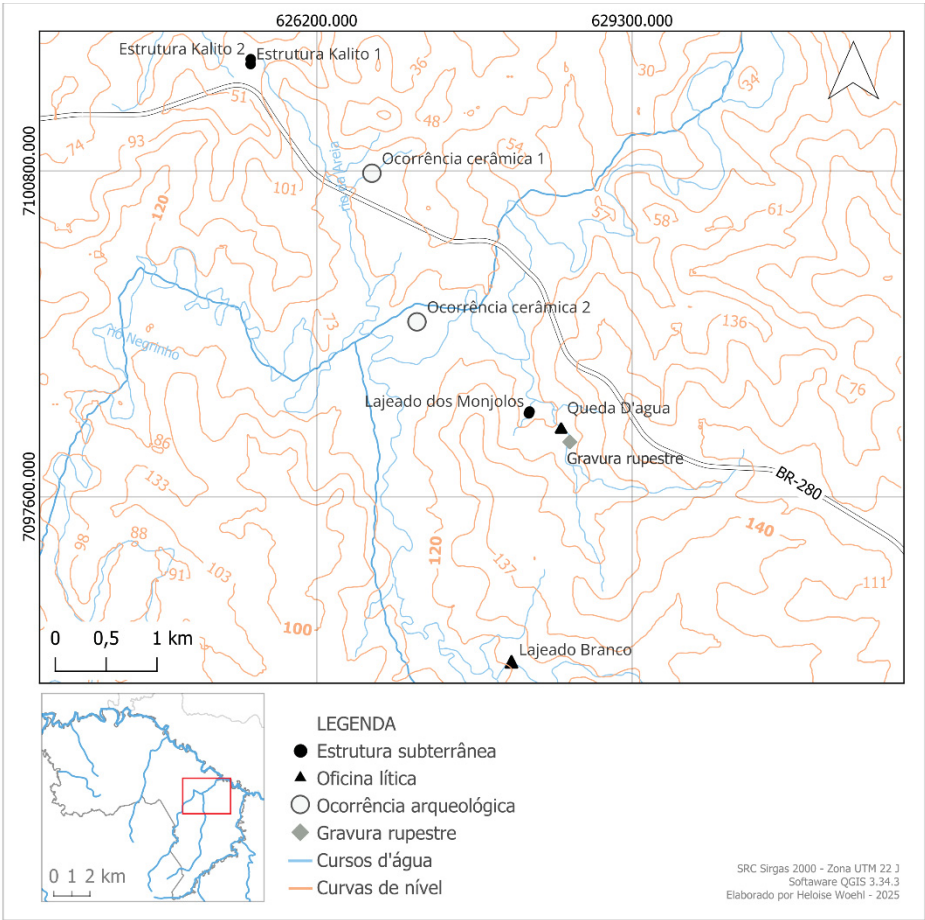 626200.000
629300.000
Estrutura Kalito 2
Estrutura Kalito 1
36
30
34
51
48
74
93
54
7100800.000
Ocorrência cerâmica 1
rio da Areia
101
120
57
58
61
Ocorrência cerâmica 2
73
136
rio Negrinho
76
Lajeado dos Monjolos
Queda D'agua
86
Gravura rupestre
133
BR-280
7097600.000
98
88
120
140
137
91
103
111
100
Lajeado Branco
0 0,5 1 km
LEGENDA
Estrutura subterrânea
Oficina lítica
Ocorrência arqueológica
Gravura rupestre
Cursos d'água
Curvas de nível
0 1 2 km
SRC Sirgas 2000 - Zona UTM 22 J
Softaware QGIS 3.34.3
Elaborado por Heloise Woehl - 2025